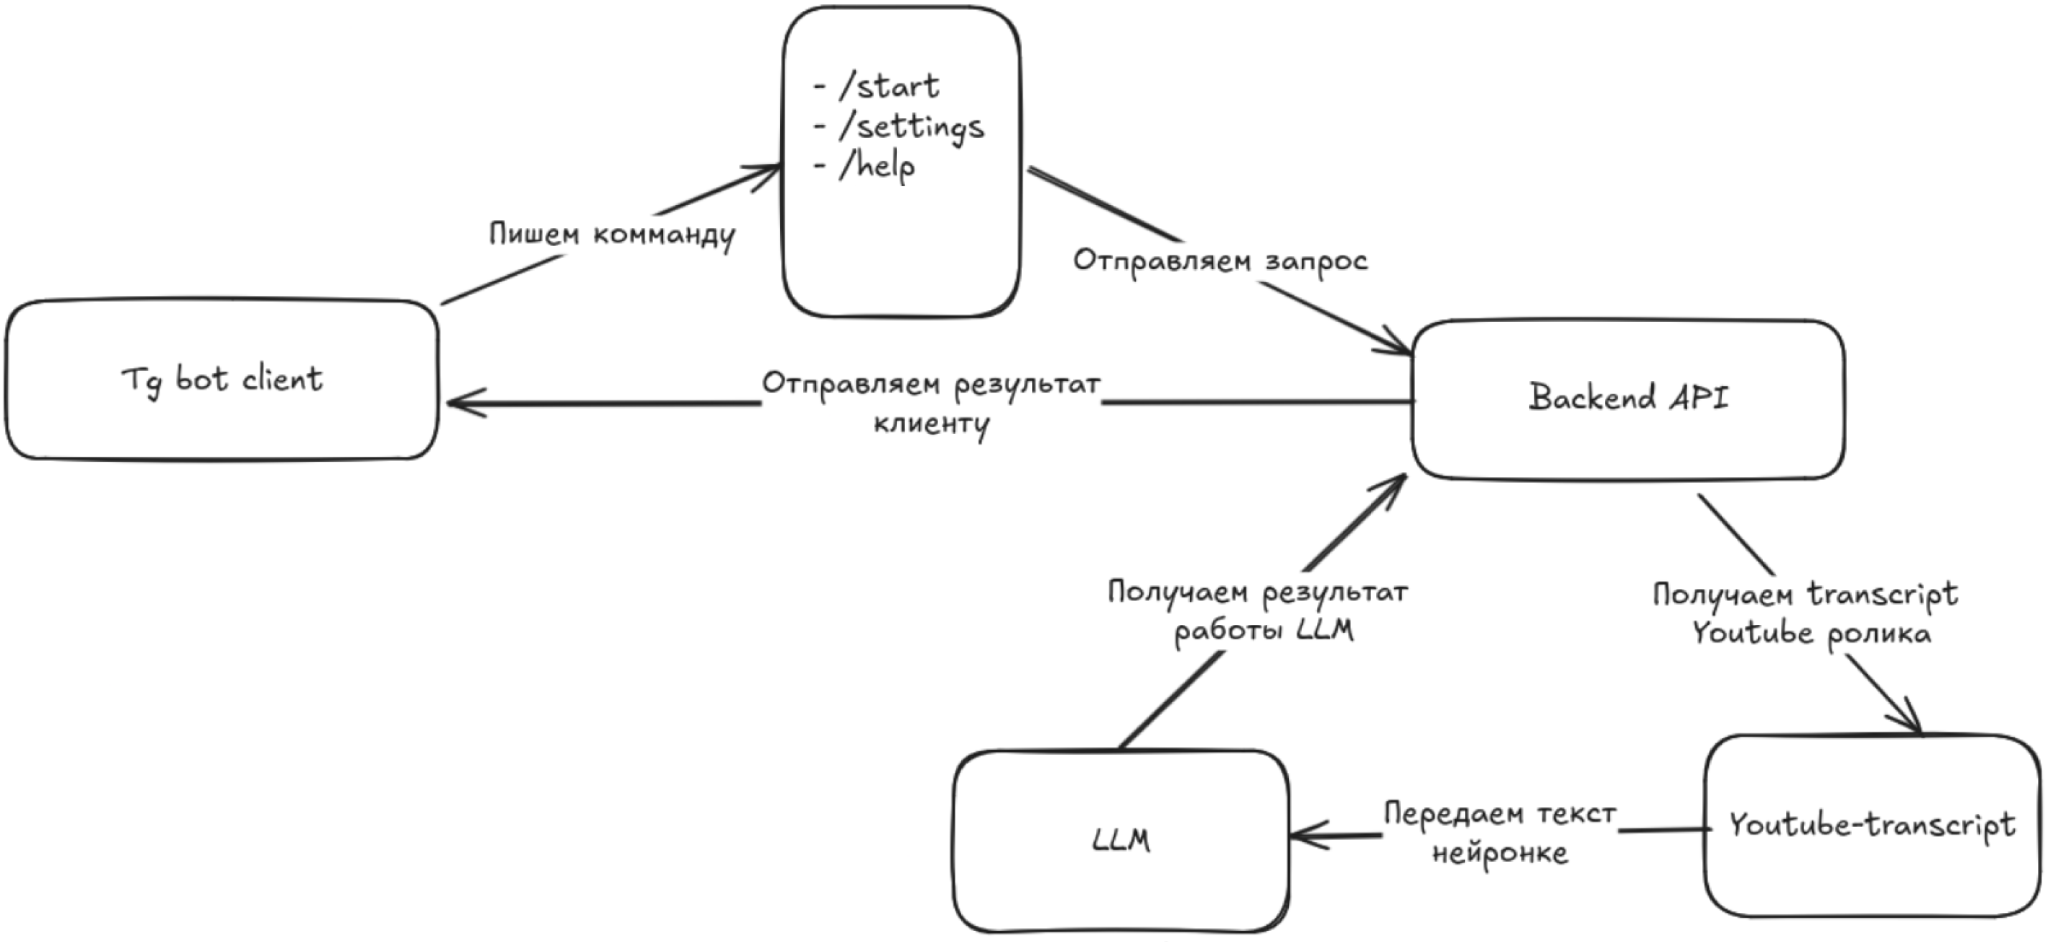 - /start
- /settings
- /help
Пишем комманду
Отправляем запрос
Tg bot client
Отправляем результат
клиенту
Backend API
Получаем результат
работы LLM
Получаем transcript
Youtube ролика
LLM
Передаем текст
нейронке
Youtube-transcript